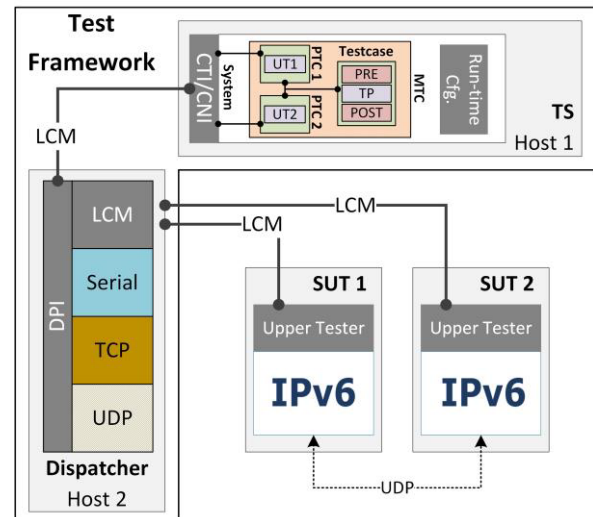 Test
Framework
CTI/CNI
System
UT1
PTC 1
UT2
PTC 2
Testcase
PRE
TP
POST
MTC
Run-time
Cfg.
TS
Host 1
LCM
DPI
LCM
Serial
TCP
UDP
Dispatcher
Host 2
LCM
LCM
SUT 1
Upper Tester
IPv6
SUT 2
Upper Tester
IPv6
UDP